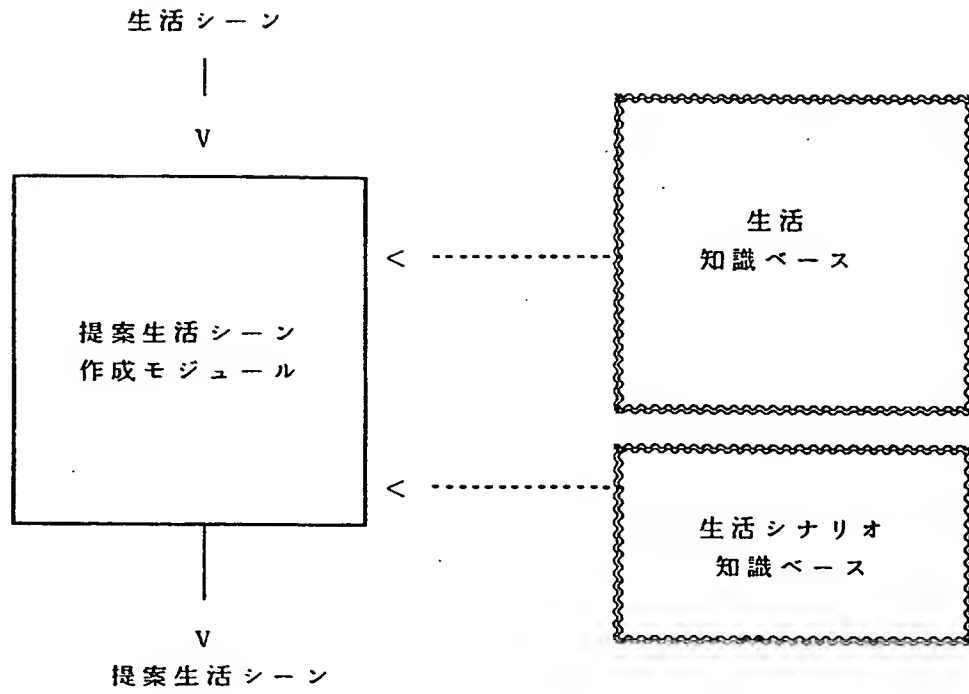 生活シーン
生活
知識ベース
提案生活シーン
作成モジュール
生活シナリオ
知識ベース
提案生活シーン